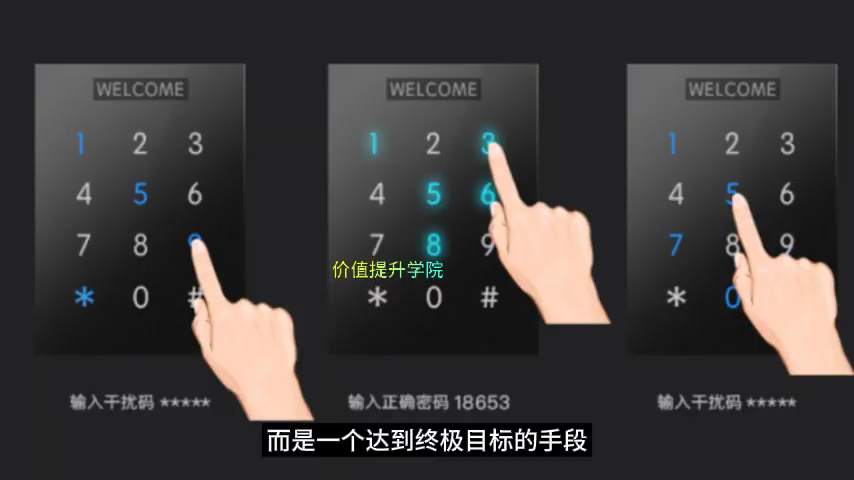 WELCOME
1 2 3
4 5 6
7 8
* 0 #
输入干扰码 *****
WELCOME
1 2 3
4 5 6
7 8 9
* 0 #
价值提升学院
输入正确密码 18653
WELCOME
1 2 3
4 5 6
7 8 9
* 0
输入干扰码 *****
而是一个达到终极目标的手段